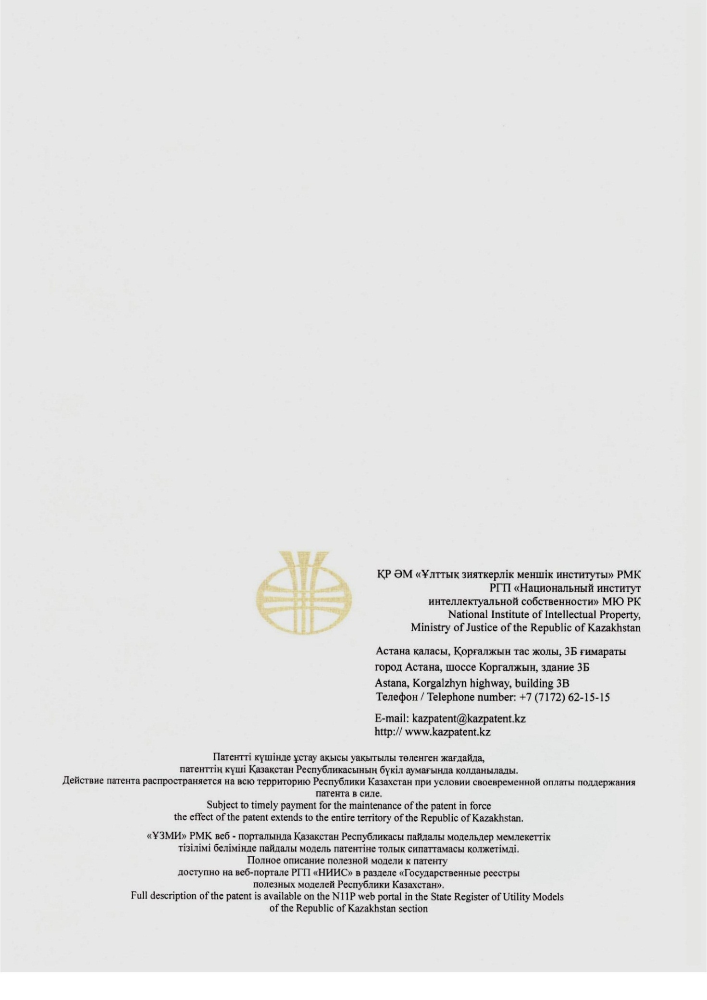 ҚР ӘМ «Ұлттық зияткерлік меншік институты» РМК
РГП «Национальный институт
интеллектуальной собственности» МЮ РК
National Institute of Intellectual Property,
Ministry of Justice of the Republic of Kazakhstan
Астана қаласы, Қорғалжын тас жолы, 3Б ғимараты
город Астана, шоссе Коргалжын, здание 3Б
Astana, Korgalzhyn highway, building 3B
Телефон / Telephone number: +7 (7172) 62-15-15
E-mail: kazpatent@kazpatent.kz
http:// www.kazpatent.kz
Патентті күшінде ұстау ақысы уақытылы төленген жағдайда,
патенттің күші Қазақстан Республикасының бүкіл аумағында қолданылады.
Действие патента распространяется на всю территорию Республики Казахстан при условии своевременной оплаты поддержания
патента в силе.
Subject to timely payment for the maintenance of the patent in force
the effect of the patent extends to the entire territory of the Republic of Kazakhstan.
«ҰЗМИ» РМК веб - порталында Қазақстан Республикасы пайдалы модельдер мемлекеттік
тізілімі белімінде пайдалы модель патентіне толық сипаттамасы қолжетімді.
Полное описание полезной модели к патенту
доступно на веб-портале РГП «НИИС» в разделе «Государственные реестры
полезных моделей Республики Казахстан».
Full description of the patent is available on the N11P web portal in the State Register of Utility Models
of the Republic of Kazakhstan section